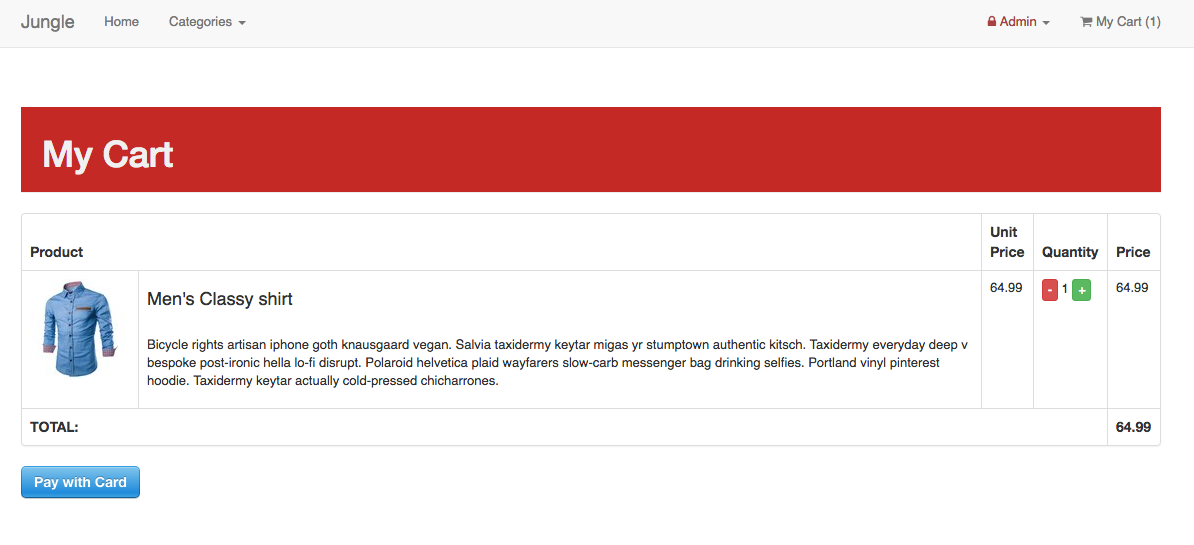 Jungle Home Categories Admin My Cart (1)
My Cart
Product Unit Price Quantity Price
Men's Classy shirt 64.99 - 1 + 64.99
Bicycle rights artisan iphone goth knausgaard vegan. Salvia taxidermy keytar migas yr stumptown authentic kitsch. Taxidermy everyday deep v
bespoke post-ironic hella lo-fi disrupt. Polaroid helvetica plaid wayfarers slow-carb messenger bag drinking selfies. Portland vinyl pinterest
hoodie. Taxidermy keytar actually cold-pressed chicharrones.
TOTAL: 64.99
Pay with Card